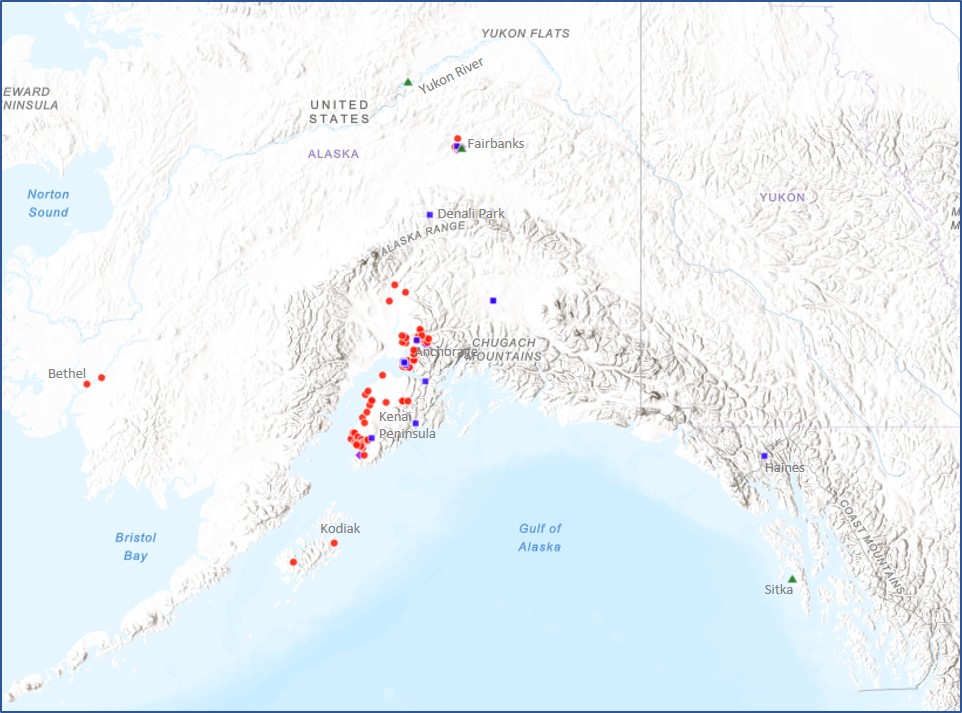 YUKON FLATS
Yukon River
EWARD
NINSULA
UNITED
STATES
Fairbanks
ALASKA
YUKON
Norton
Sound
Denali Park
M
M
ALASKA RANGE
CHUGACH
MOUNTAINS
Anchorage
Bethel
Kenai
Peninsula
Haines
Kodiak
Gulf of
Alaska
Bristol
Bay
COAST MOUNTAINS
Sitka